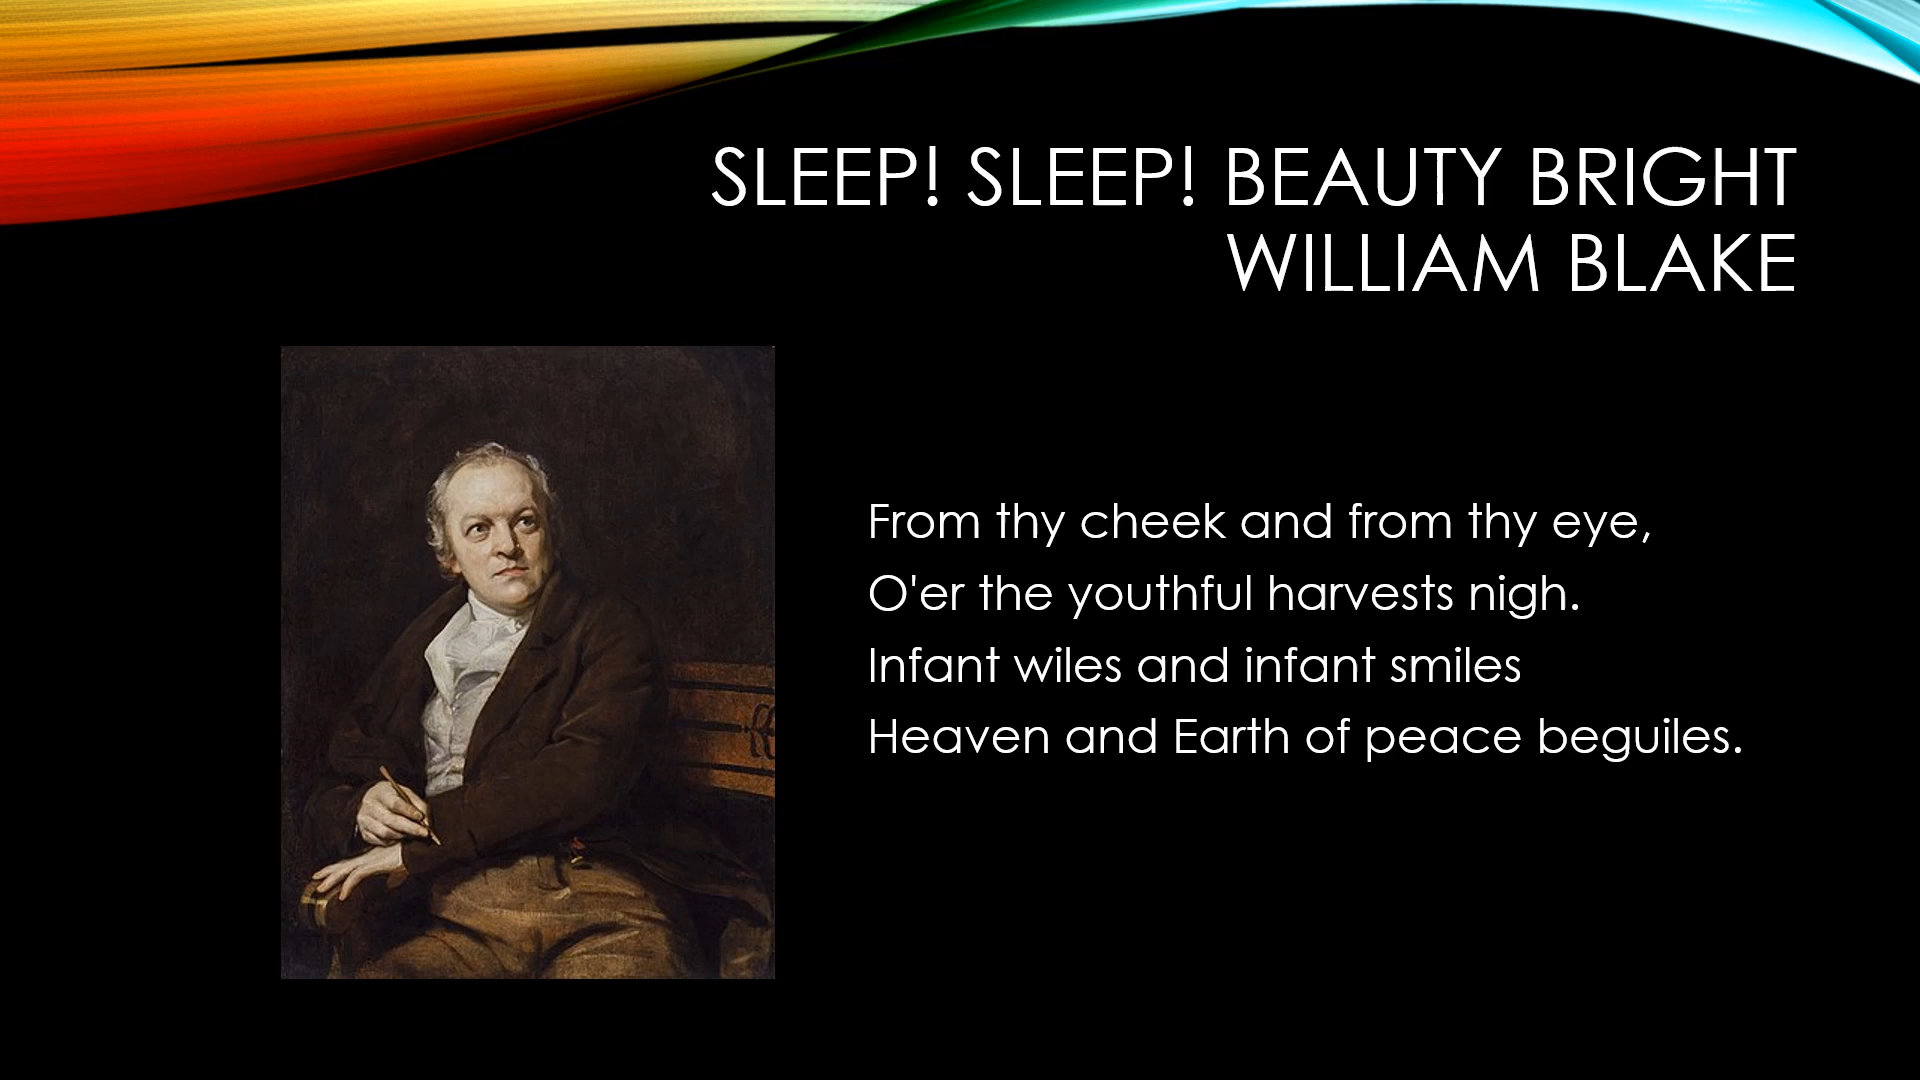 SLEEP! SLEEP! BEAUTY BRIGHT
WILLIAM BLAKE
From thy cheek and from thy eye,
O'er the youthful harvests nigh.
Infant wiles and infant smiles
Heaven and Earth of peace beguiles.